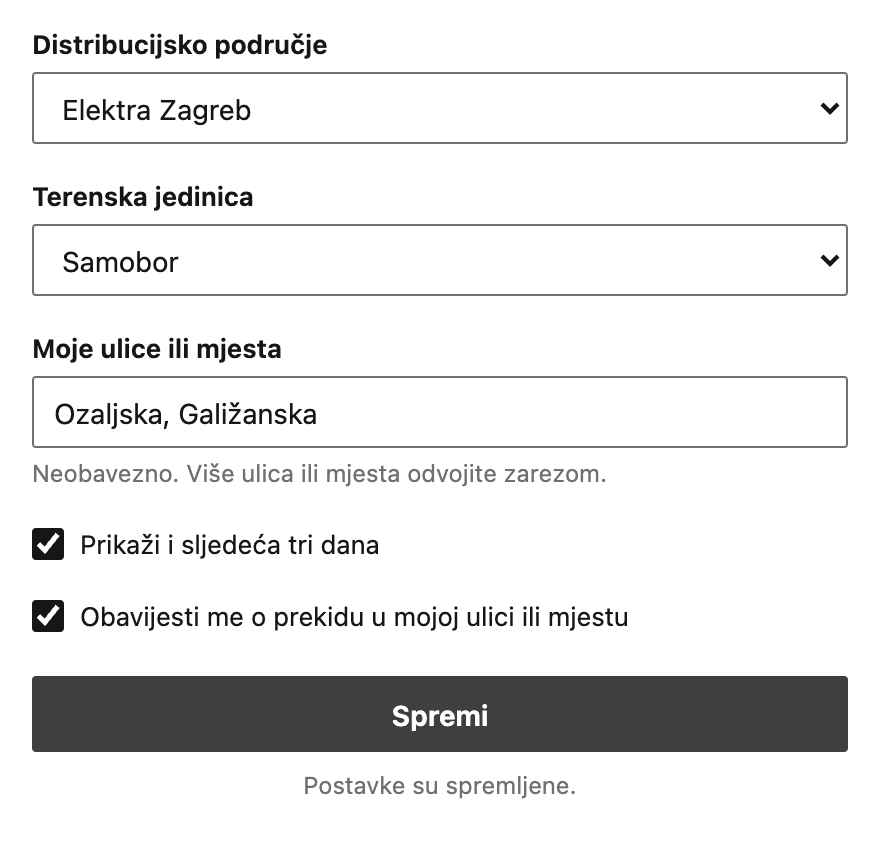 Distribucijsko područje
Elektra Zagreb
Terenska jedinica
Samobor
Moje ulice ili mjesta
Ozaljska, Galižanska
Neobavezno. Više ulica ili mjesta odvojite zarezom.
Prikaži i sljedeća tri dana
Obavijesti me o prekidu u mojoj ulici ili mjestu
Spremi
Postavke su spremljene.